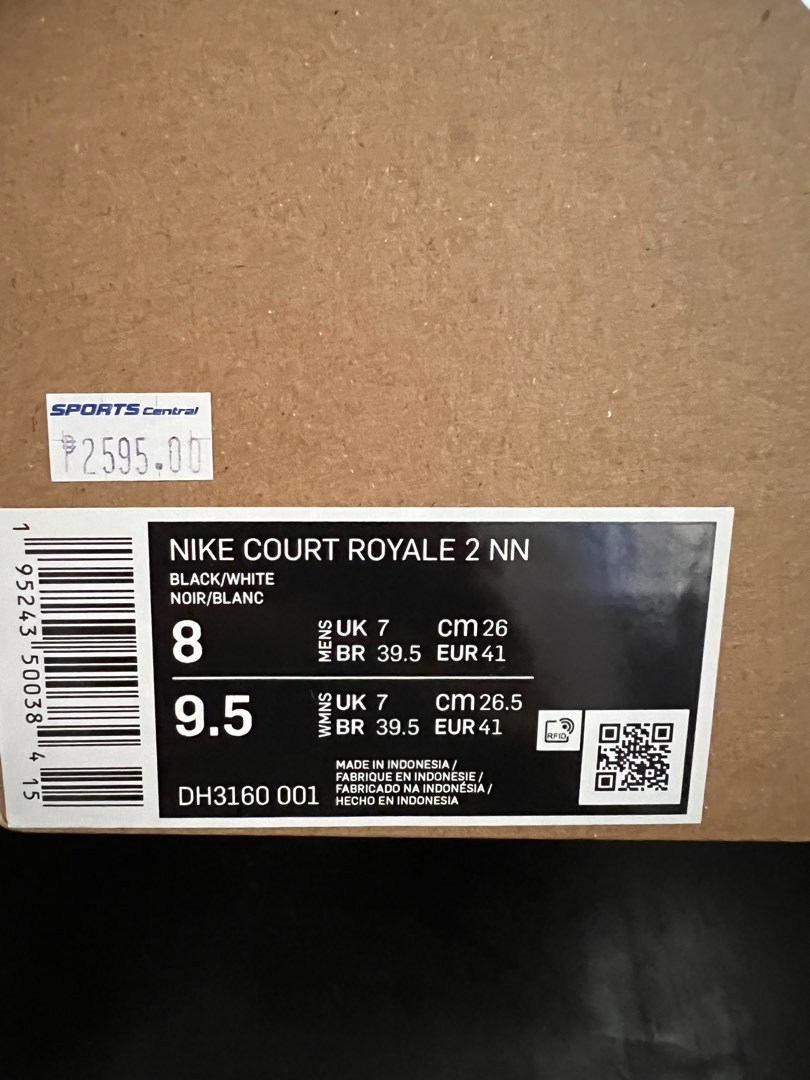 SPORTS Central
₱2595.00
1 95243 50038 4 15
NIKE COURT ROYALE 2 NN
BLACK/WHITE
NOIR/BLANC
8 MENS UK 7 cm 26
BR 39.5 EUR 41
9.5 WMNS UK 7 cm 26.5
BR 39.5 EUR 41
RFID
MADE IN INDONESIA /
FABRIQUE EN INDONESIE /
FABRICADO NA INDONÉSIA /
HECHO EN INDONESIA
DH3160 001